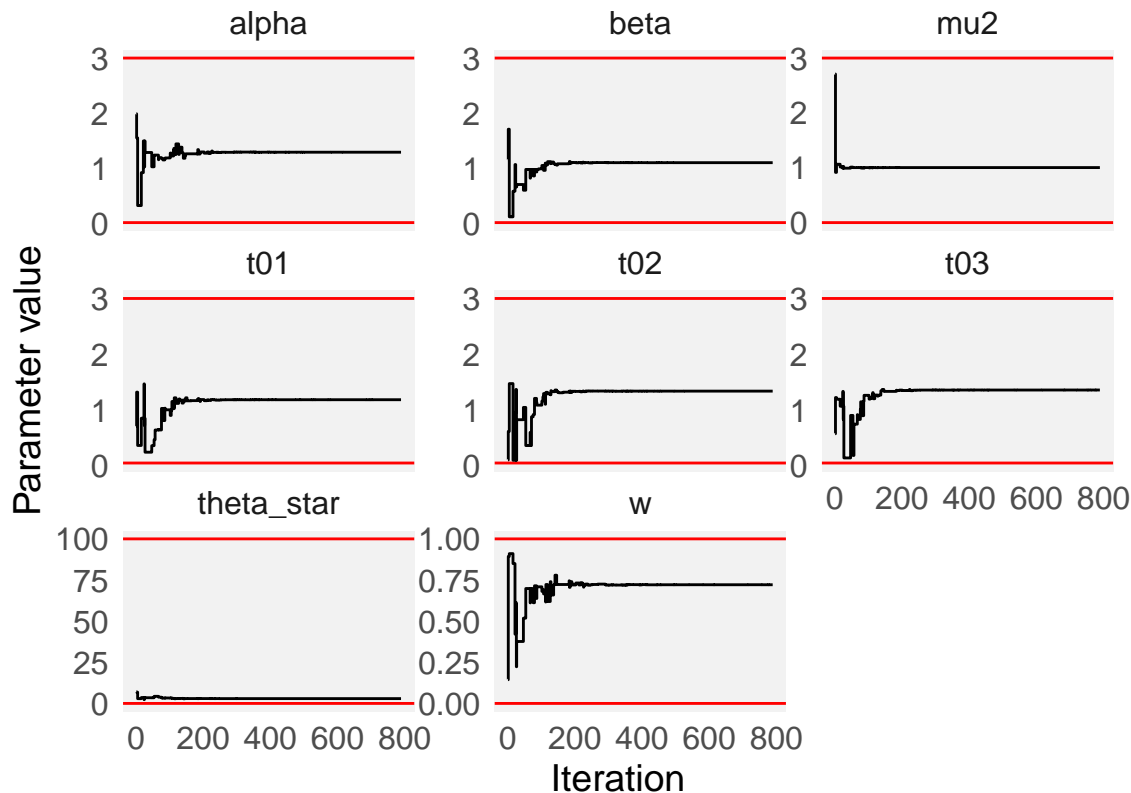 alpha beta mu2
3 3 3
2 2 2
1 1 1
0 0 0
t01 t02 t03
3 3 3
2 2 2
1 1 1
0 0 0
0 200 400 600 800
theta_star w
100 1.00
75 0.75
50 0.50
25 0.25
0 0.00
0 200 400 600 800 0 200 400 600 800
Iteration
Parameter value